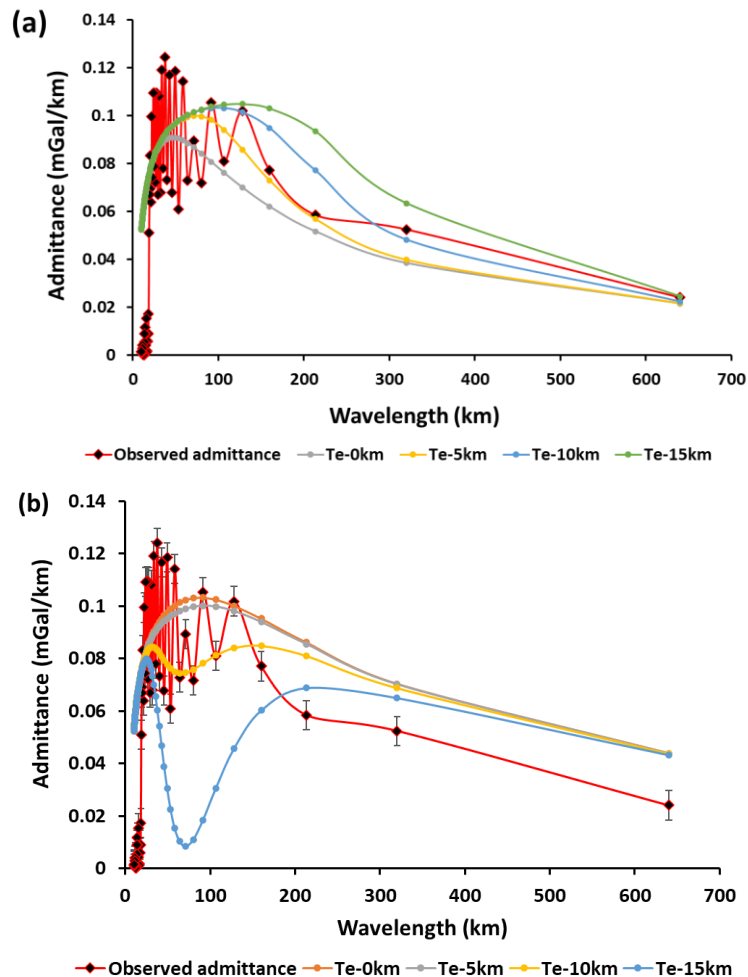 (a)
0.14
0.12
0.1
0.08
0.06
0.04
0.02
0
Admittance (mGal/km)
0 100 200 300 400 500 600 700
Wavelength (km)
Observed admittance Te-0km Te-5km Te-10km Te-15km
(b)
0.14
0.12
0.1
0.08
0.06
0.04
0.02
0
Admittance (mGal/km)
0 100 200 300 400 500 600 700
Wavelength (km)
Observed admittance Te-0km Te-5km Te-10km Te-15km